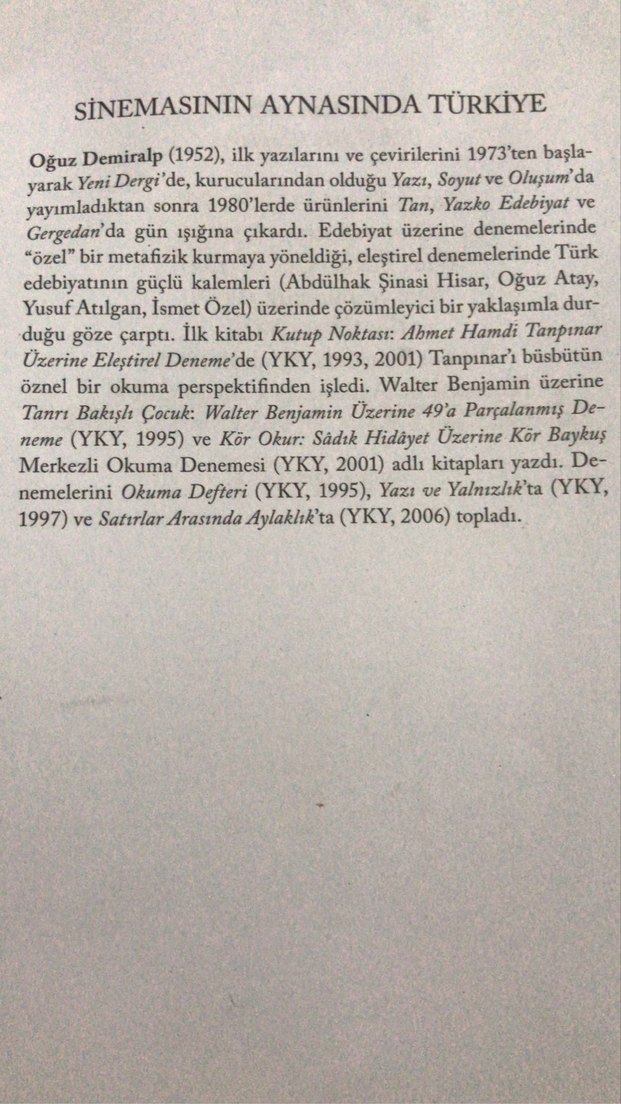 SİNEMASININ AYNASINDA TÜRKİYE
Oğuz Demiralp (1952), ilk yazılarını ve çevirilerini 1973'ten başla-
yarak Yeni Dergi'de, kurucularından olduğu Yazı, Soyut ve Oluşum'da
yayımladıktan sonra 1980'lerde ürünlerini Tan, Yazko Edebiyat ve
Gergedan'da gün ışığına çıkardı. Edebiyat üzerine denemelerinde
“özel” bir metafizik kurmaya yöneldiği, eleştirel denemelerinde Türk
edebiyatının güçlü kalemleri (Abdülhak Şinasi Hisar, Oğuz Atay,
Yusuf Atılgan, İsmet Özel) üzerinde çözümleyici bir yaklaşımla dur-
duğu göze çarptı. İlk kitabı Kutup Noktası: Ahmet Hamdi Tanpınar
Üzerine Eleştirel Deneme'de (YKY, 1993, 2001) Tanpınar'ı büsbütün
öznel bir okuma perspektifinden işledi. Walter Benjamin üzerine
Tanrı Bakışlı Çocuk: Walter Benjamin Üzerine 49'a Parçalanmış De-
neme (YKY, 1995) ve Kör Okur: Sâdık Hidâyet Üzerine Kör Baykuş
Merkezli Okuma Denemesi (YKY, 2001) adlı kitapları yazdı. De-
nemelerini Okuma Defteri (YKY, 1995), Yazı ve Yalnızlık'ta (YKY,
1997) ve Satırlar Arasında Aylaklık'ta (YKY, 2006) topladı.